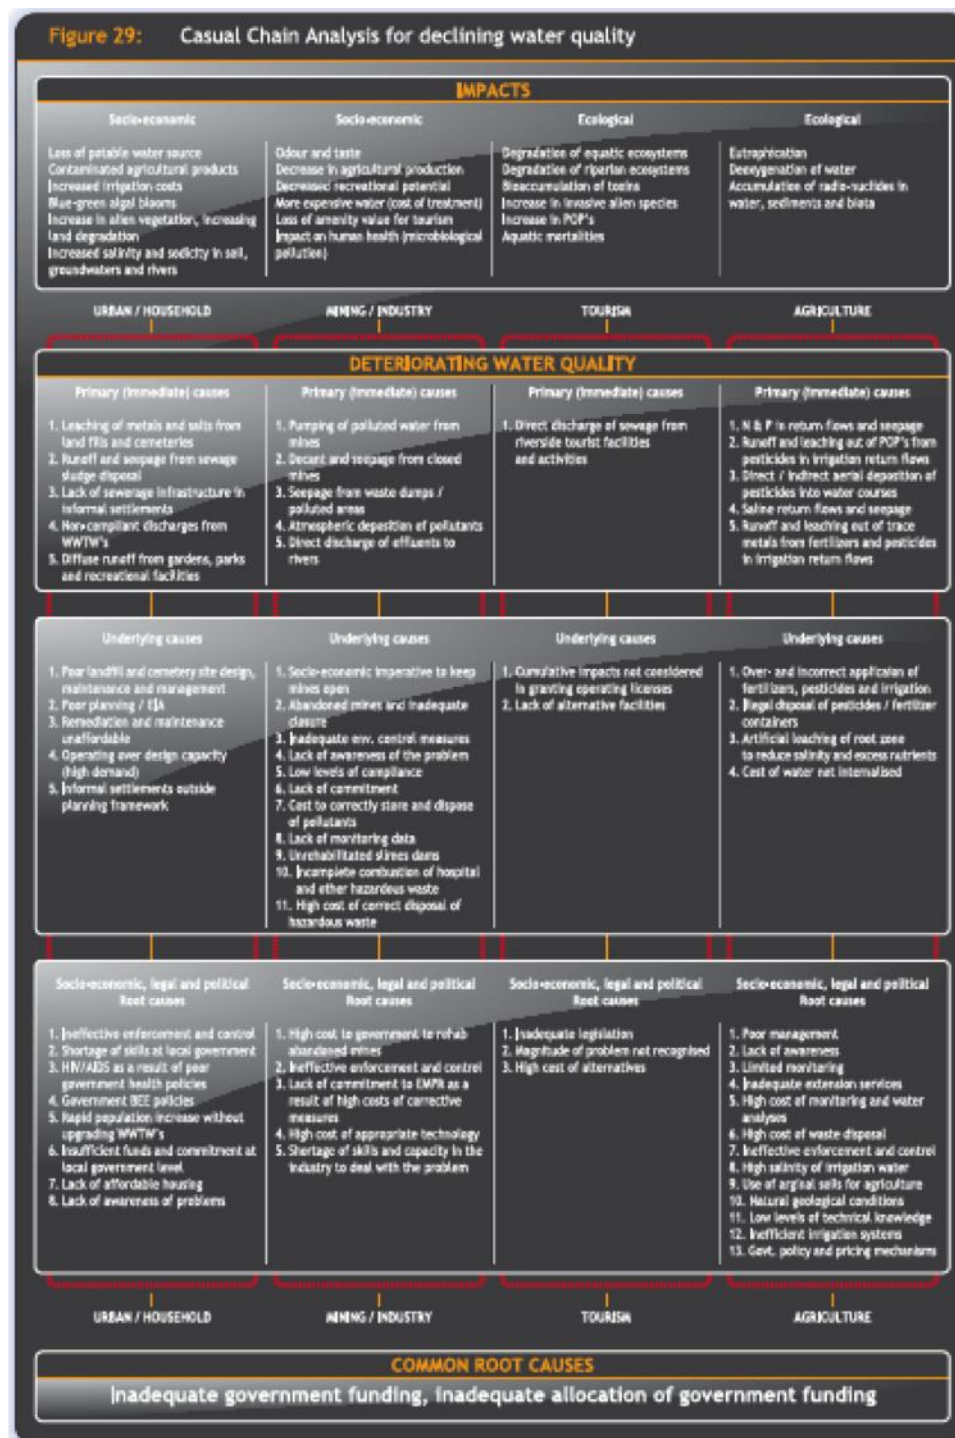 Figure 29: Casual Chain Analysis for declining water quality
IMPACTS
Socio-economic
Loss of potable water source
Contaminated agricultural products
Increased irrigation costs
Blue-green algal blooms
Increase in alien vegetation, increasing
land degradation
Increased salinity and sodicity in soil,
groundwaters and rivers
Socio-economic
Odour and taste
Decrease in agricultural production
Decreased recreational potential
More expensive water (cost of treatment)
Loss of amenity value for tourism
Impact on human health (microbiological
pollution)
Ecological
Degradation of equatic ecosystems
Degradation of riparian ecosystems
Bioaccumulation of toxins
Increase in invasive alien species
Increase in POP's
Aquatic mortalities
Ecological
Eutrophication
Deoxygenation of water
Accumulation of radio-nuclides in
water, sediments and biota
URBAN / HOUSEHOLD
MINING / INDUSTRY
TOURISM
AGRICULTURE
DETERIORATING WATER QUALITY
Primary (Immediate) causes
1. Leaching of metals and salts from
land fills and cemeteries
2. Runoff and seepage from sewage
sludge disposal
3. Lack of sewerage infrastructure in
informal settlements
4. Non-compliant discharges from
WWTW's
5. Diffuse runoff from gardens, parks
and recreational facilities
Primary (Immediate) causes
1. Pumping of polluted water from
mines
2. Decant and seepage from closed
mines
3. Seepage from waste dumps /
polluted areas
4. Atmospheric deposition of pollutants
5. Direct discharge of effluents to
rivers
Primary (Immediate) causes
1. Direct discharge of sewage from
riverside tourist facilities
and activities
Primary (Immediate) causes
1. N & P in return flows and seepage
2. Runoff and leaching out of POP's from
pesticides in irrigation return flows
3. Direct / Indirect aerial deposition of
pesticides into water courses
4. Saline return flows and seepage
5. Runoff and leaching out of trace
metals from fertilizers and pesticides
in irrigation return flows
Underlying causes
1. Poor landfill and cemetery site design,
maintenance and management
2. Poor planning / EIA
3. Remediation and maintenance
unaffordable
4. Operating over design capacity
(high demand)
5. Informal settlements outside
planning framework
Underlying causes
1. Socio-economic imperative to keep
mines open
2. Abandoned mines and inadequate
closure
3. Inadequate env. control measures
4. Lack of awareness of the problem
5. Low levels of compliance
6. Lack of commitment
7. Cost to correctly store and dispose
of pollutants
8. Lack of monitoring data
9. Unrehabilitated slimes dams
10. Incomplete combustion of hospital
and other hazardous waste
11. High cost of correct disposal of
hazardous waste
Underlying causes
1. Cumulative impacts not considered
in granting operating licenses
2. Lack of alternative facilities
Underlying causes
1. Over- and incorrect applicaion of
fertilizers, pesticides and irrigation
2. Illegal disposal of pesticides / fertilizer
containers
3. Artificial leaching of root zone
to reduce salinity and excess nutrients
4. Cost of water not internalised
Socio-economic, legal and political
Root causes
1. Ineffective enforcement and control
2. Shortage of skills at local government
3. HIV/AIDS as a result of poor
government health policies
4. Government BEE policies
5. Rapid population increase without
upgrading WWTW's
6. Insufficient funds and commitment at
local government level
7. Lack of affordable housing
8. Lack of awareness of problems
Socio-economic, legal and political
Root causes
1. High cost to government to rehab
abandoned mines
2. Ineffective enforcement and control
3. Lack of commitment to EMPR as a
result of high costs of corrective
measures
4. High cost of appropriate technology
5. Shortage of skills and capacity in the
industry to deal with the problem
Socio-economic, legal and political
Root causes
1. Inadequate legislation
2. Magnitude of problem not recognised
3. High cost of alternatives
Socio-economic, legal and political
Root causes
1. Poor management
2. Lack of awareness
3. Limited monitoring
4. Inadequate extension services
5. High cost of monitoring and water
analyses
6. High cost of waste disposal
7. Ineffective enforcement and control
8. High salinity of irrigation water
9. Use of arginal soils for agriculture
10. Natural geological conditions
11. Low levels of technical knowledge
12. Inefficient irrigation systems
13. Govt. policy and pricing mechanisms
URBAN / HOUSEHOLD
MINING / INDUSTRY
TOURISM
AGRICULTURE
COMMON ROOT CAUSES
Inadequate government funding, inadequate allocation of government funding